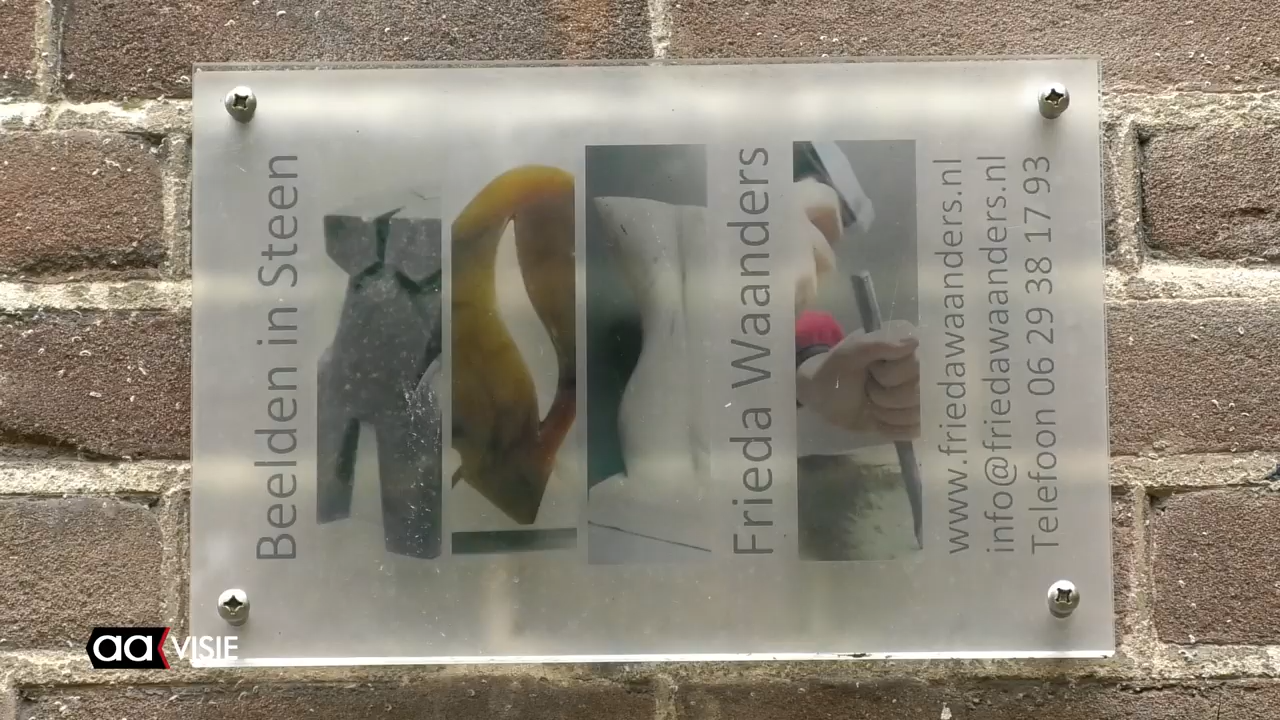 Beelden in Steen
Frieda Waanders
www.friedawaanders.nl
info@friedawaanders.nl
Telefoon 06 29 38 17 93
aa VISIE